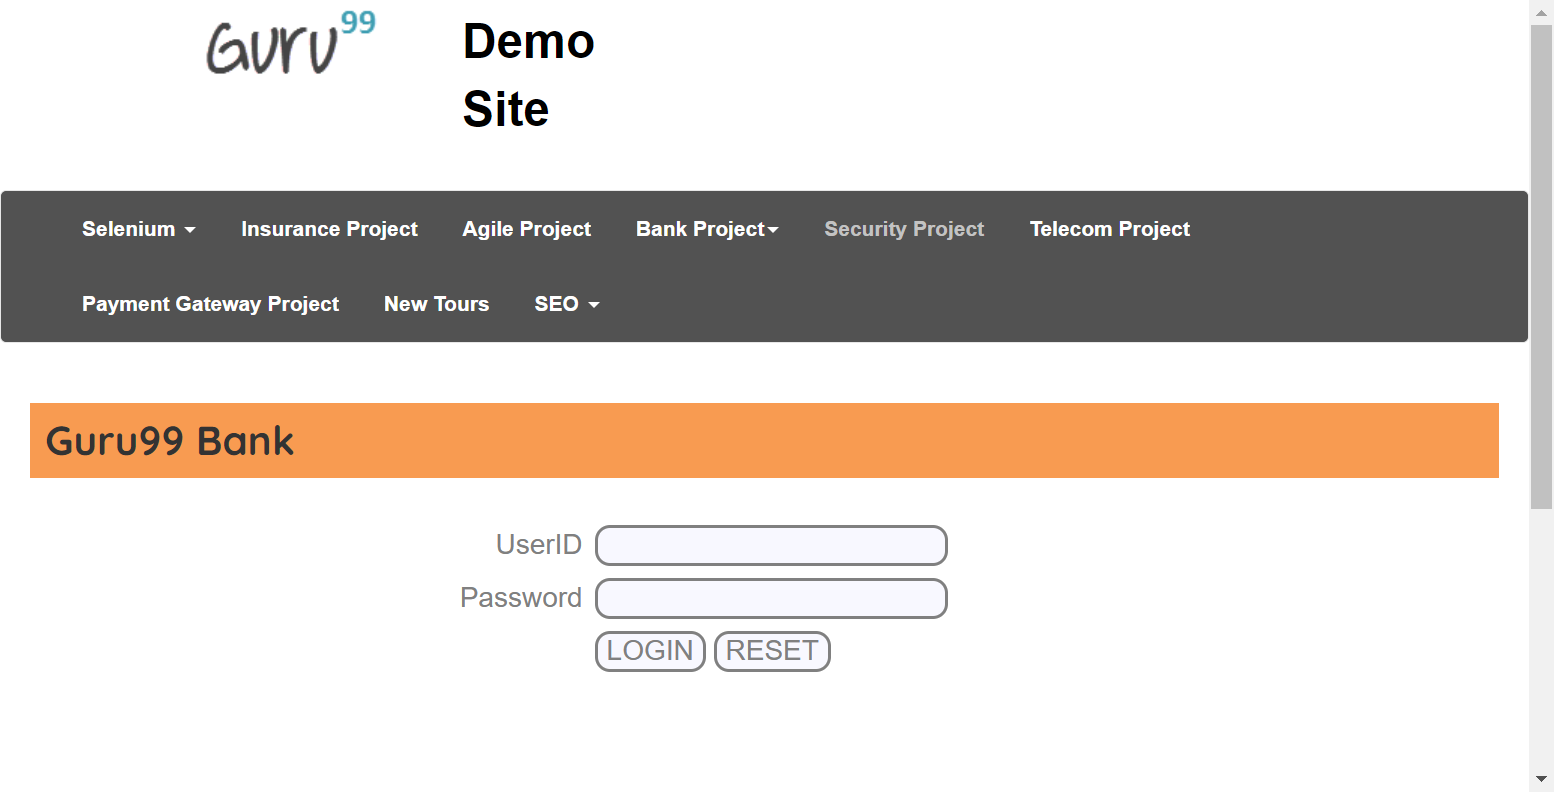 Guru99
Demo
Site
Selenium Insurance Project Agile Project Bank Project Security Project Telecom Project
Payment Gateway Project New Tours SEO
Guru99 Bank
UserID
Password
LOGIN RESET